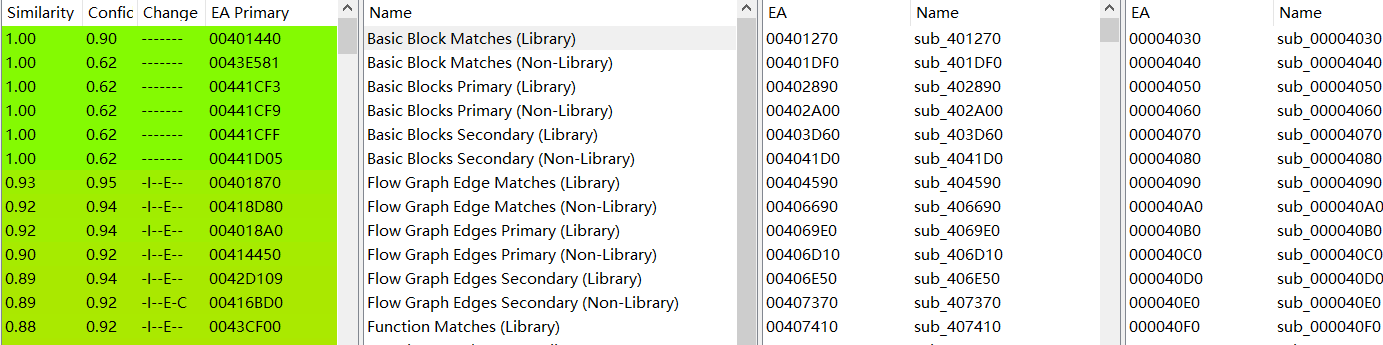 Similarity Confic Change EA Primary Name EA Name EA Name
1.00 0.90 ------- 00401440 Basic Block Matches (Library) 00401270 sub_401270 00004030 sub_00004030
1.00 0.62 ------- 0043E581 Basic Block Matches (Non-Library) 00401DF0 sub_401DF0 00004040 sub_00004040
1.00 0.62 ------- 00441CF3 Basic Blocks Primary (Library) 00402890 sub_402890 00004050 sub_00004050
1.00 0.62 ------- 00441CF9 Basic Blocks Primary (Non-Library) 00402A00 sub_402A00 00004060 sub_00004060
1.00 0.62 ------- 00441CFF Basic Blocks Secondary (Library) 00403D60 sub_403D60 00004070 sub_00004070
1.00 0.62 ------- 00441D05 Basic Blocks Secondary (Non-Library) 004041D0 sub_4041D0 00004080 sub_00004080
0.93 0.95 -I--E-- 00401870 Flow Graph Edge Matches (Library) 00404590 sub_404590 00004090 sub_00004090
0.92 0.94 -I--E-- 00418D80 Flow Graph Edge Matches (Non-Library) 00406690 sub_406690 000040A0 sub_000040A0
0.92 0.94 -I--E-- 004018A0 Flow Graph Edges Primary (Library) 004069E0 sub_4069E0 000040B0 sub_000040B0
0.90 0.92 -I--E-- 00414450 Flow Graph Edges Primary (Non-Library) 00406D10 sub_406D10 000040C0 sub_000040C0
0.89 0.94 -I--E-- 0042D109 Flow Graph Edges Secondary (Library) 00406E50 sub_406E50 000040D0 sub_000040D0
0.89 0.92 -I--E-C 00416BD0 Flow Graph Edges Secondary (Non-Library) 00407370 sub_407370 000040E0 sub_000040E0
0.88 0.92 -I--E-- 0043CF00 Function Matches (Library) 00407410 sub_407410 000040F0 sub_000040F0